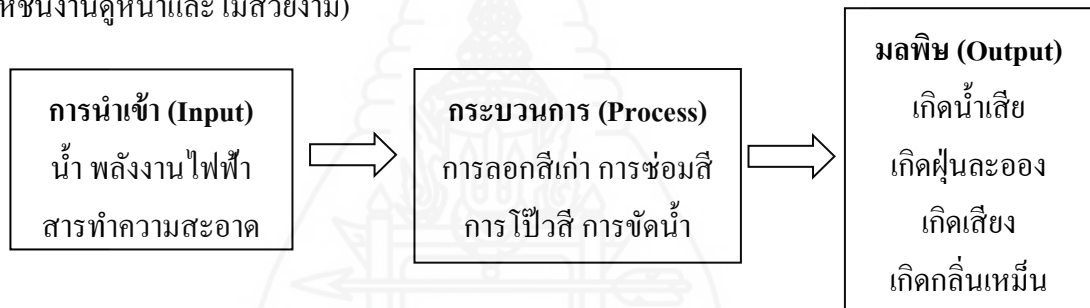 ให้ชิ้นงานดูหนาและไม่สวยงาม)
การนำเข้า (Input)
น้ำ พลังงานไฟฟ้า
สารทำความสะอาด
กระบวนการ (Process)
การลอกสีเก่า การซ่อมสี
การโป๊วสี การขัดน้ำ
มลพิษ (Output)
เกิดน้ำเสีย
เกิดฝุ่นละออง
เกิดเสียง
เกิดกลิ่นเหม็น